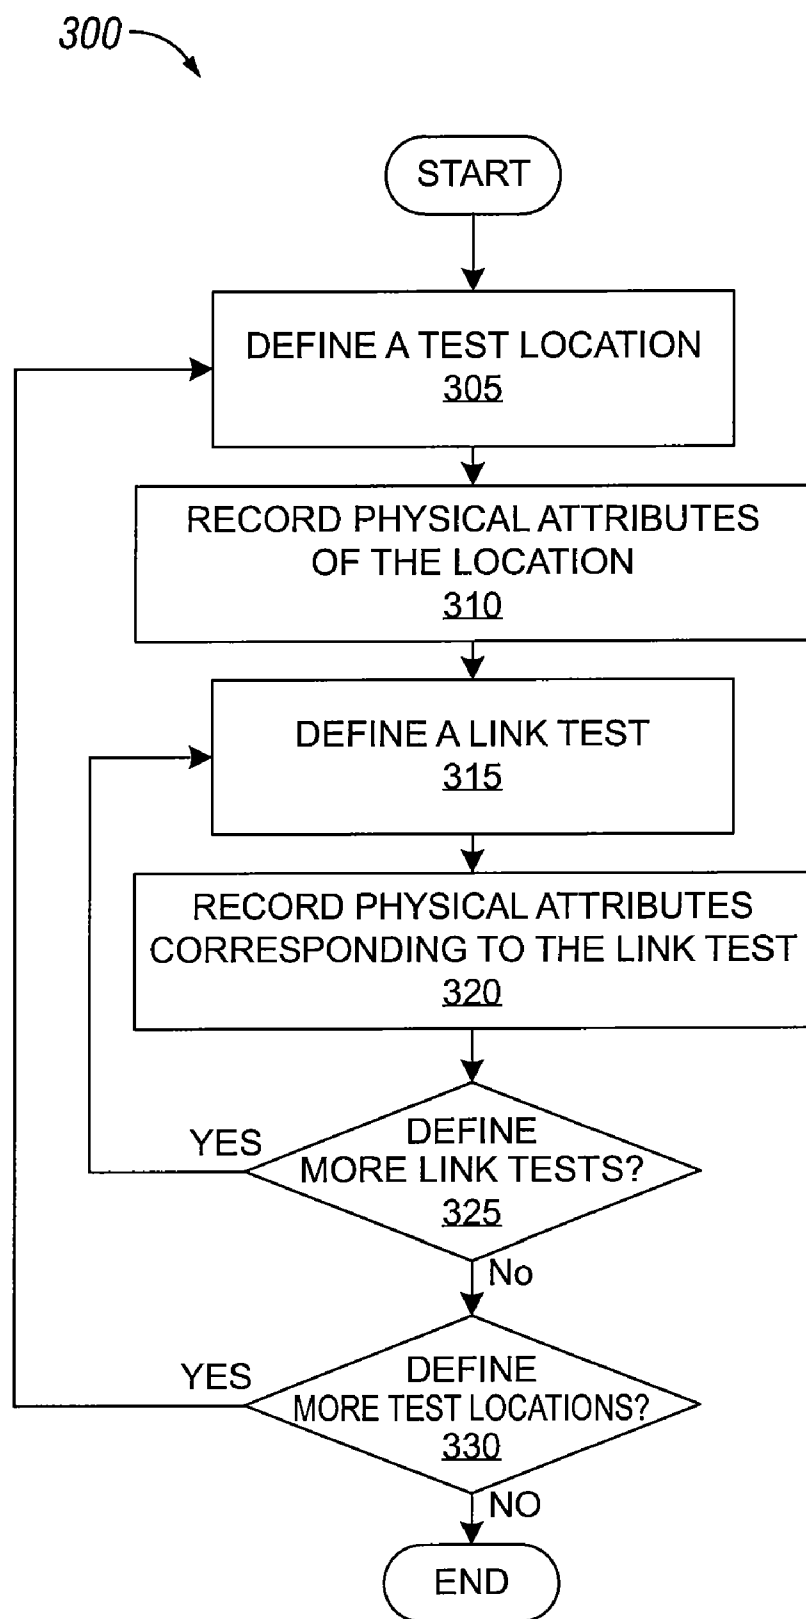 300
START
DEFINE A TEST LOCATION
305
RECORD PHYSICAL ATTRIBUTES
OF THE LOCATION
310
DEFINE A LINK TEST
315
RECORD PHYSICAL ATTRIBUTES
CORRESPONDING TO THE LINK TEST
320
YES
DEFINE
MORE LINK TESTS?
325
No
YES
DEFINE
MORE TEST LOCATIONS?
330
NO
END